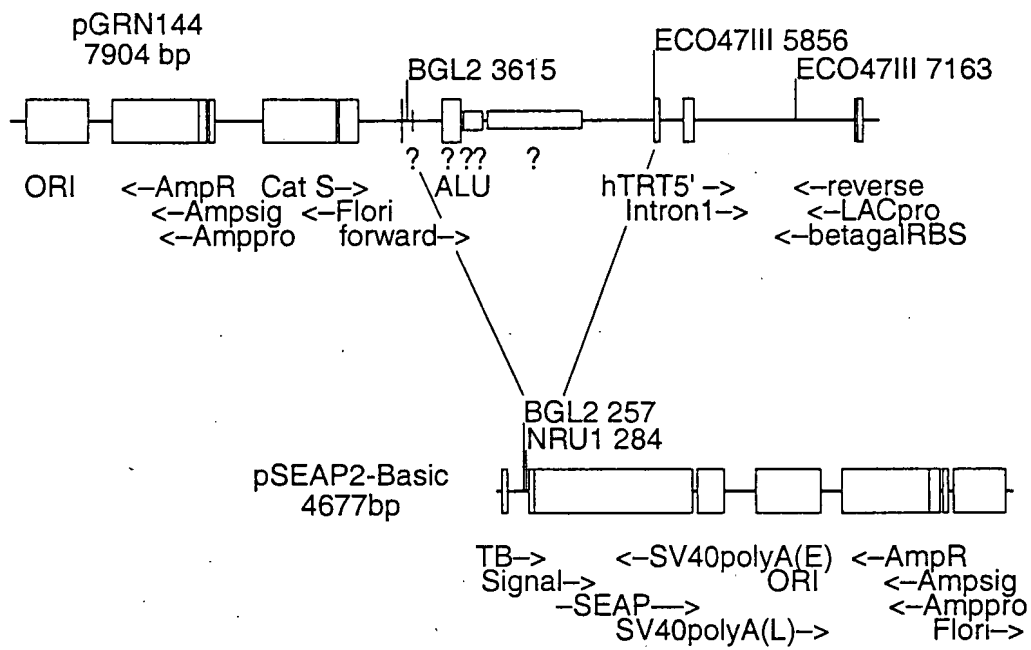 pGRN144
7904 bp
ECO47III 5856
BGL2 3615
ECO47III 7163
? ? ?? ?
ORI <–AmpR Cat S–> ALU hTRT5' –> <–reverse
<–Ampsig <–Flori Intron1–> <–LACpro
<–Amppro forward–> <–betagalRBS
BGL2 257
NRU1 284
pSEAP2-Basic
4677bp
TB–> <–SV40polyA(E) <–AmpR
Signal–> ORI <–Ampsig
–SEAP—> <–Amppro
SV40polyA(L)–> Flori–>